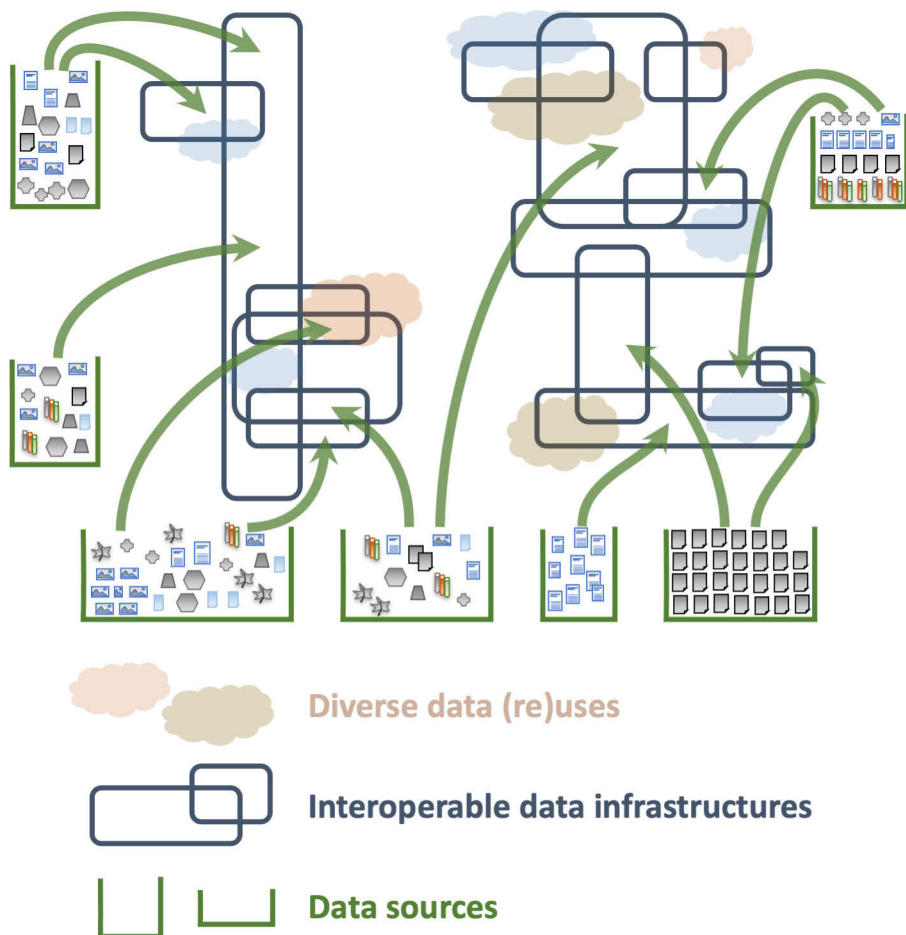 Diverse data (re)uses
Interoperable data infrastructures
Data sources